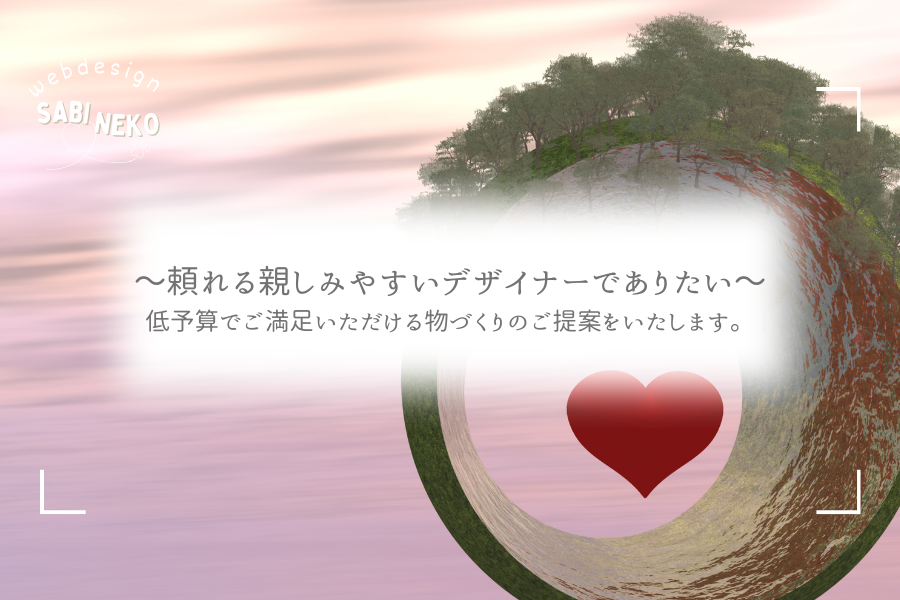 webdesign
SABI NEKO
〜頼れる親しみやすいデザイナーでありたい〜
低予算でご満足いただける物づくりのご提案をいたします。